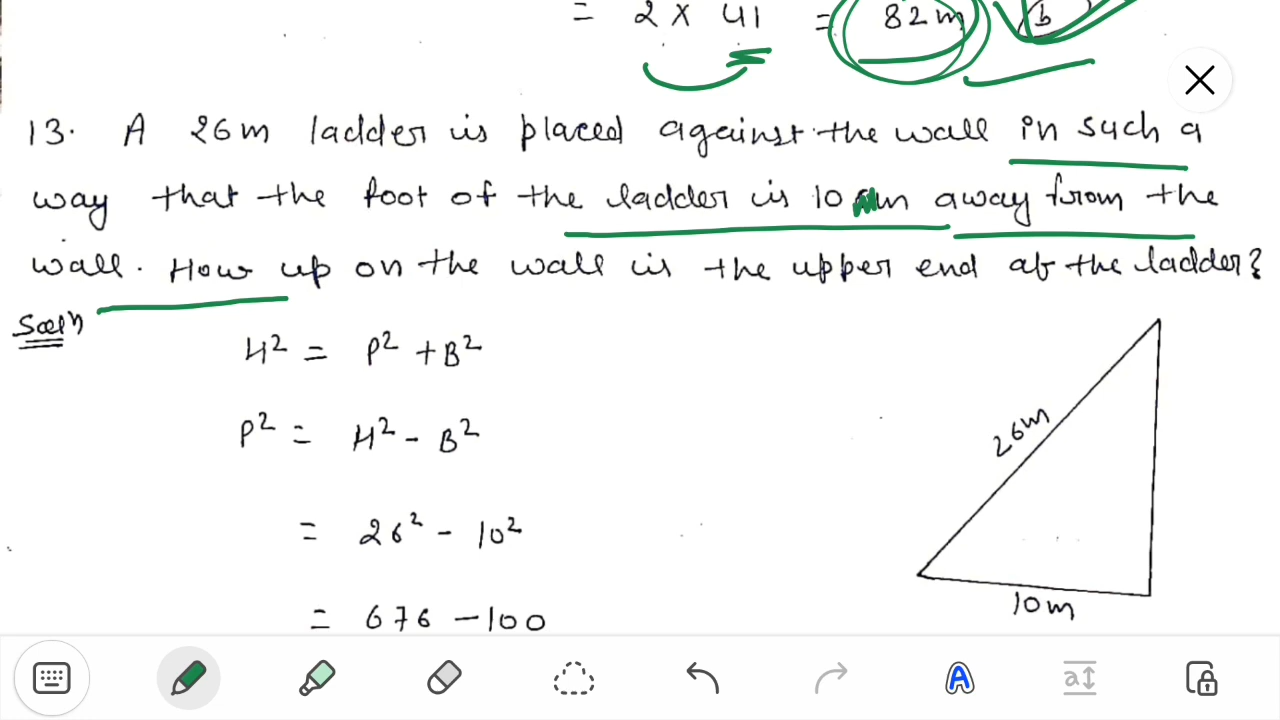 = 2 x 41 = 82m (b)
13. A 26m ladder is placed against the wall in such a
way that the foot of the ladder is 10 m away from the
wall. How up on the wall is the upper end of the ladder?
Solⁿ
H² = P² + B²
P² = H² - B²
= 26² - 10²
= 676 - 100
26m
10m
A
a